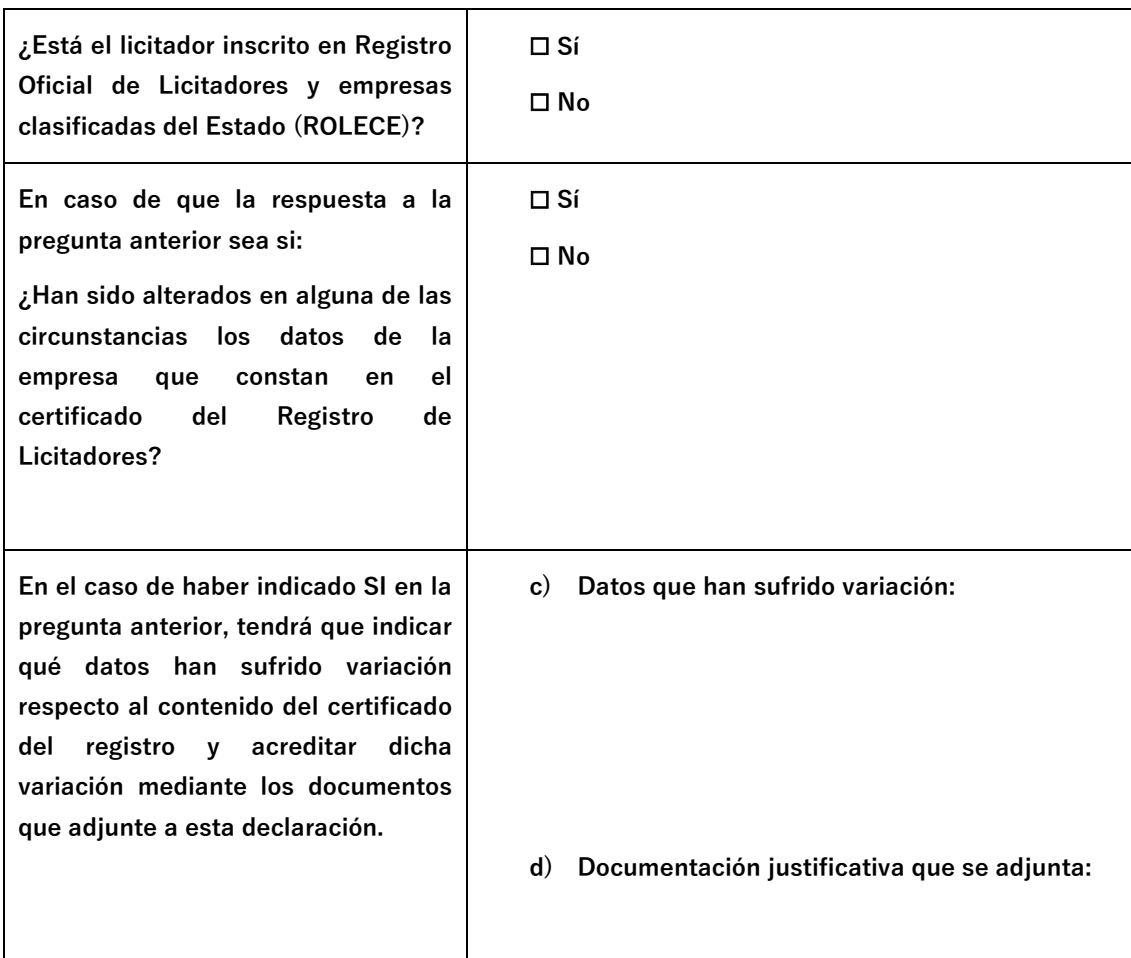 ¿Está el licitador inscrito en Registro
Oficial de Licitadores y empresas
clasificadas del Estado (ROLECE)?
☐ Sí
☐ No
En caso de que la respuesta a la
pregunta anterior sea si:
¿Han sido alterados en alguna de las
circunstancias los datos de la
empresa que constan en el
certificado del Registro de
Licitadores?
☐ Sí
☐ No
En el caso de haber indicado SI en la
pregunta anterior, tendrá que indicar
qué datos han sufrido variación
respecto al contenido del certificado
del registro y acreditar dicha
variación mediante los documentos
que adjunte a esta declaración.
c) Datos que han sufrido variación:
d) Documentación justificativa que se adjunta: